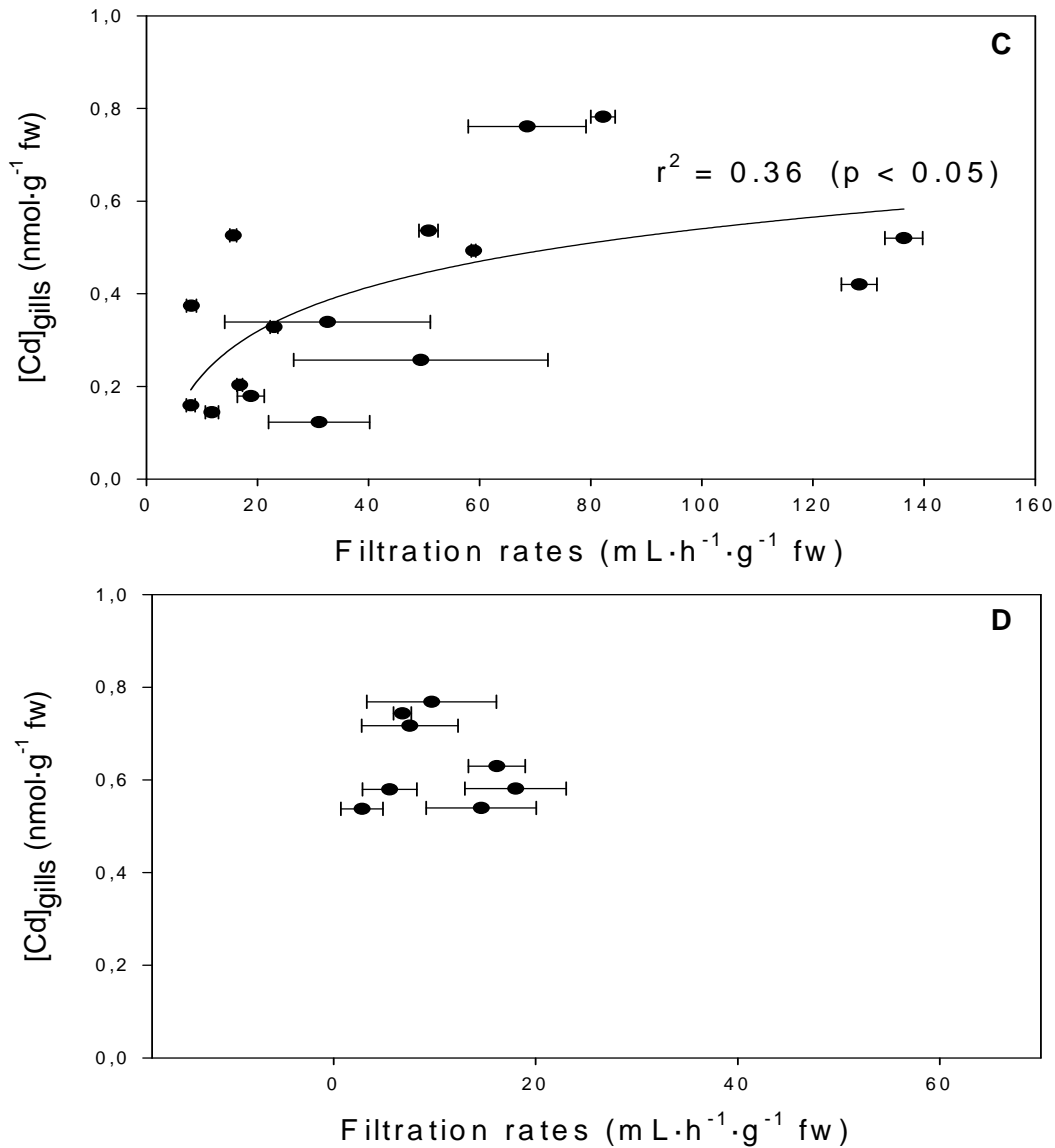 C
1,0
0,8
0,6
0,4
0,2
0,0
[Cd]gills (nmol·g-1 fw)
r2 = 0.36 (p < 0.05)
0 20 40 60 80 100 120 140 160
Filtration rates (mL·h-1·g-1 fw)
D
1,0
0,8
0,6
0,4
0,2
0,0
[Cd]gills (nmol·g-1 fw)
0 20 40 60
Filtration rates (mL·h-1·g-1 fw)